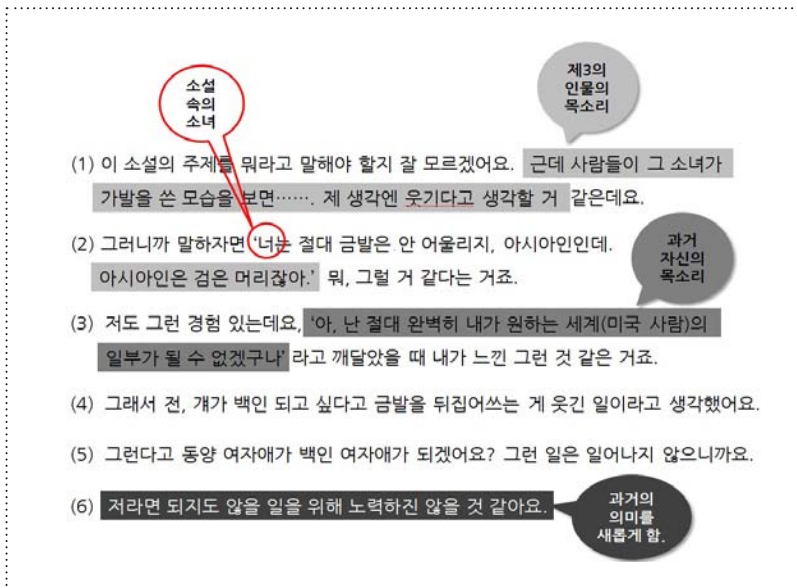 소설
속의
소녀
제3의
인물의
목소리
(1) 이 소설의 주제를 뭐라고 말해야 할지 잘 모르겠어요. 근데 사람들이 그 소녀가
가발을 쓴 모습을 보면……. 제 생각엔 웃기다고 생각할 거 같은데요.
(2) 그러니까 말하자면 '너는 절대 금발은 안 어울리지, 아시아인인데.
아시아인은 검은 머리잖아.' 뭐, 그럴 거 같다는 거죠.
과거
자신의
목소리
(3) 저도 그런 경험 있는데요, '아, 난 절대 완벽히 내가 원하는 세계(미국 사람)의
일부가 될 수 없겠구나' 라고 깨달았을 때 내가 느낀 그런 것 같은 거죠.
(4) 그래서 전, 걔가 백인 되고 싶다고 금발을 뒤집어쓰는 게 웃긴 일이라고 생각했어요.
(5) 그런다고 동양 여자애가 백인 여자애가 되겠어요? 그런 일은 일어나지 않으니까요.
(6) 저라면 되지도 않을 일을 위해 노력하진 않을 것 같아요.
과거의
의미를
새롭게 함.